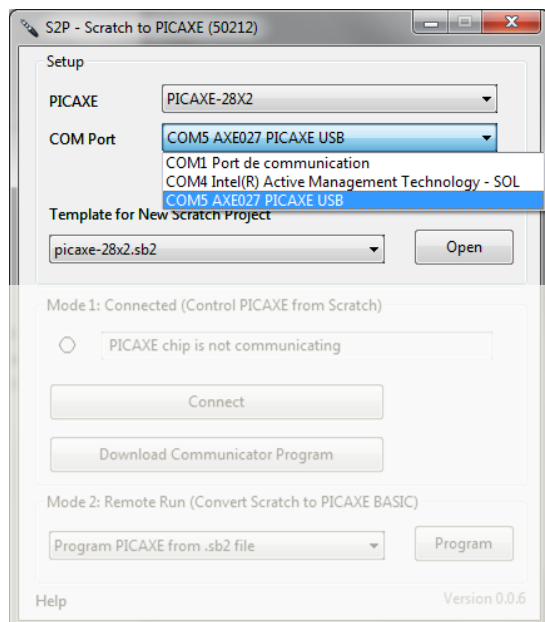 S2P - Scratch to PICAXE (50212)
Setup
PICAXE
PICAXE-28X2
COM Port
COM5 AXE027 PICAXE USB
COM1 Port de communication
COM4 Intel(R) Active Management Technology - SOL
COM5 AXE027 PICAXE USB
Template for New Scratch Project
picaxe-28x2.sb2
Open
Mode 1: Connected (Control PICAXE from Scratch)
PICAXE chip is not communicating
Connect
Download Communicator Program
Mode 2: Remote Run (Convert Scratch to PICAXE BASIC)
Program PICAXE from .sb2 file
Program
Help
Version 0.0.6